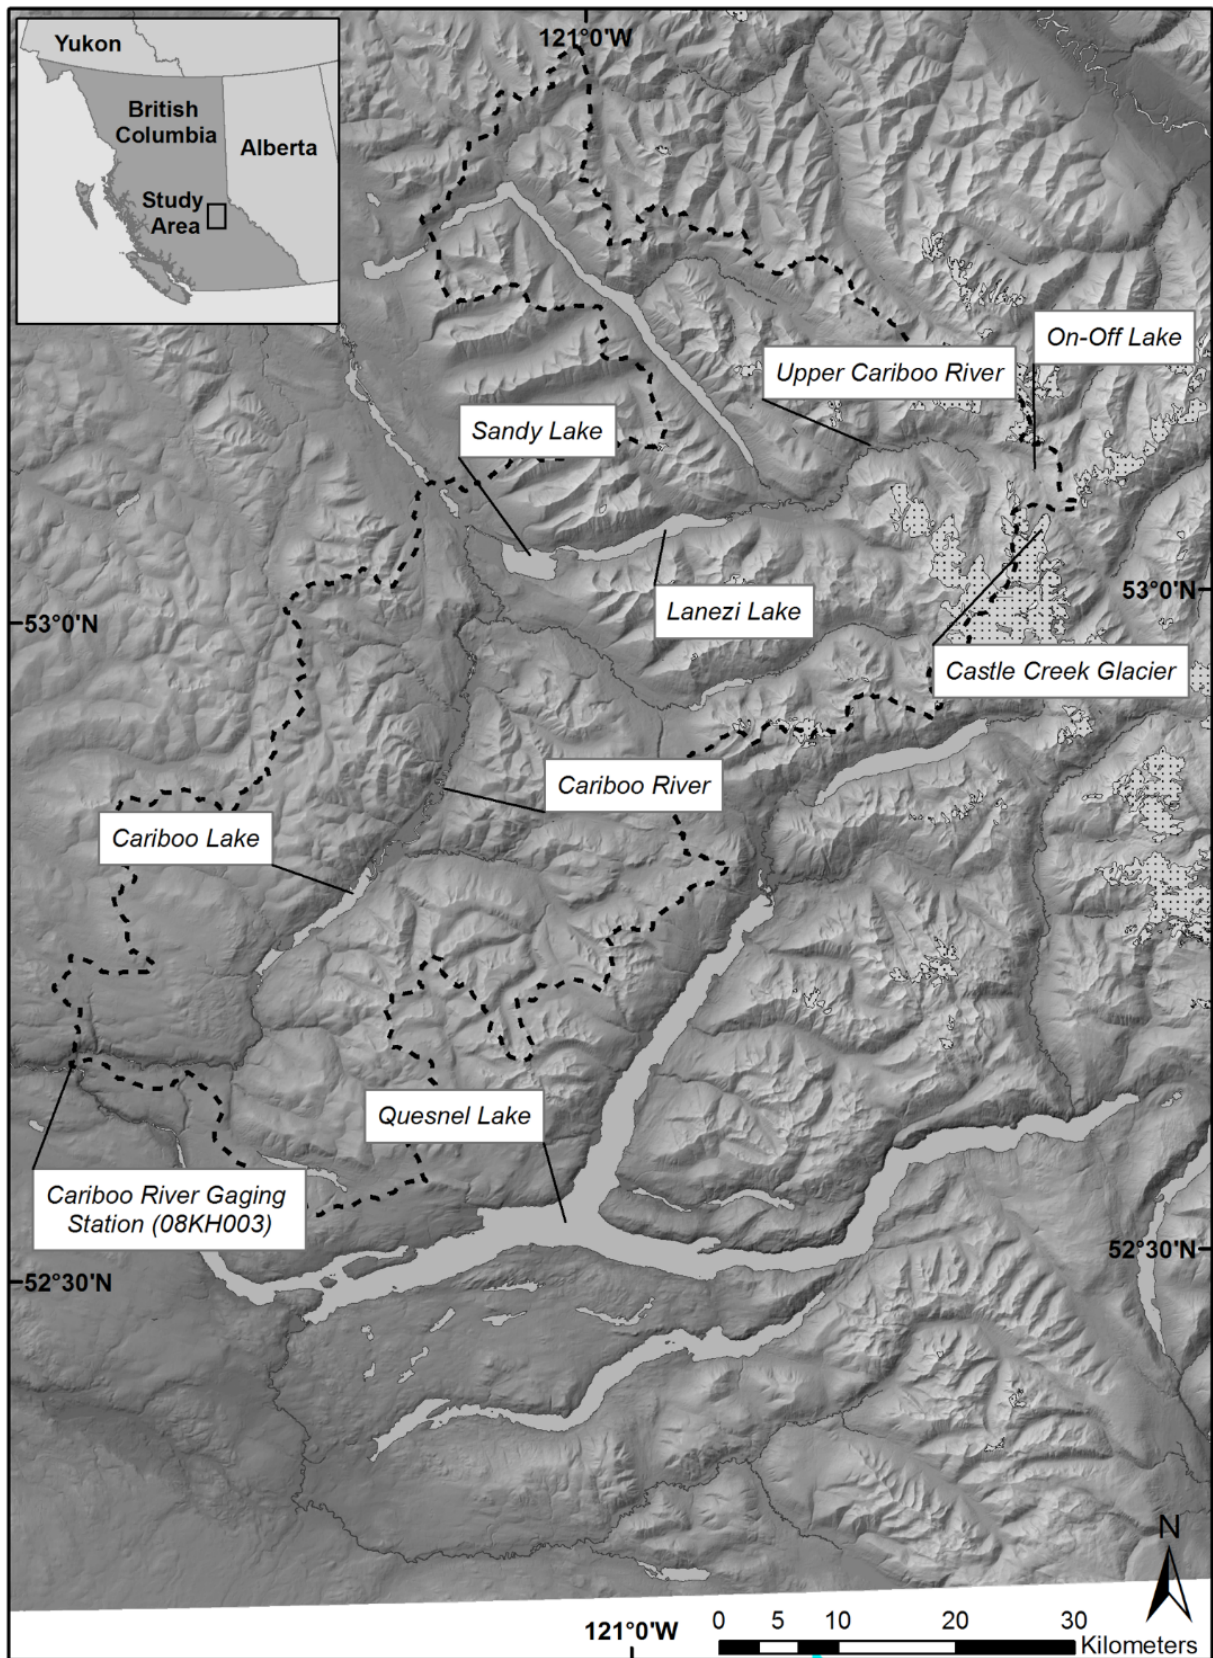 Yukon
121°0'W
British
Columbia
Alberta
Study
Area
On-Off Lake
Upper Cariboo River
Sandy Lake
53°0'N
Lanezi Lake
53°0'N
Castle Creek Glacier
Cariboo River
Cariboo Lake
Quesnel Lake
Cariboo River Gaging
Station (08KH003)
52°30'N
52°30'N
N
121°0'W
0 5 10 20 30
Kilometers